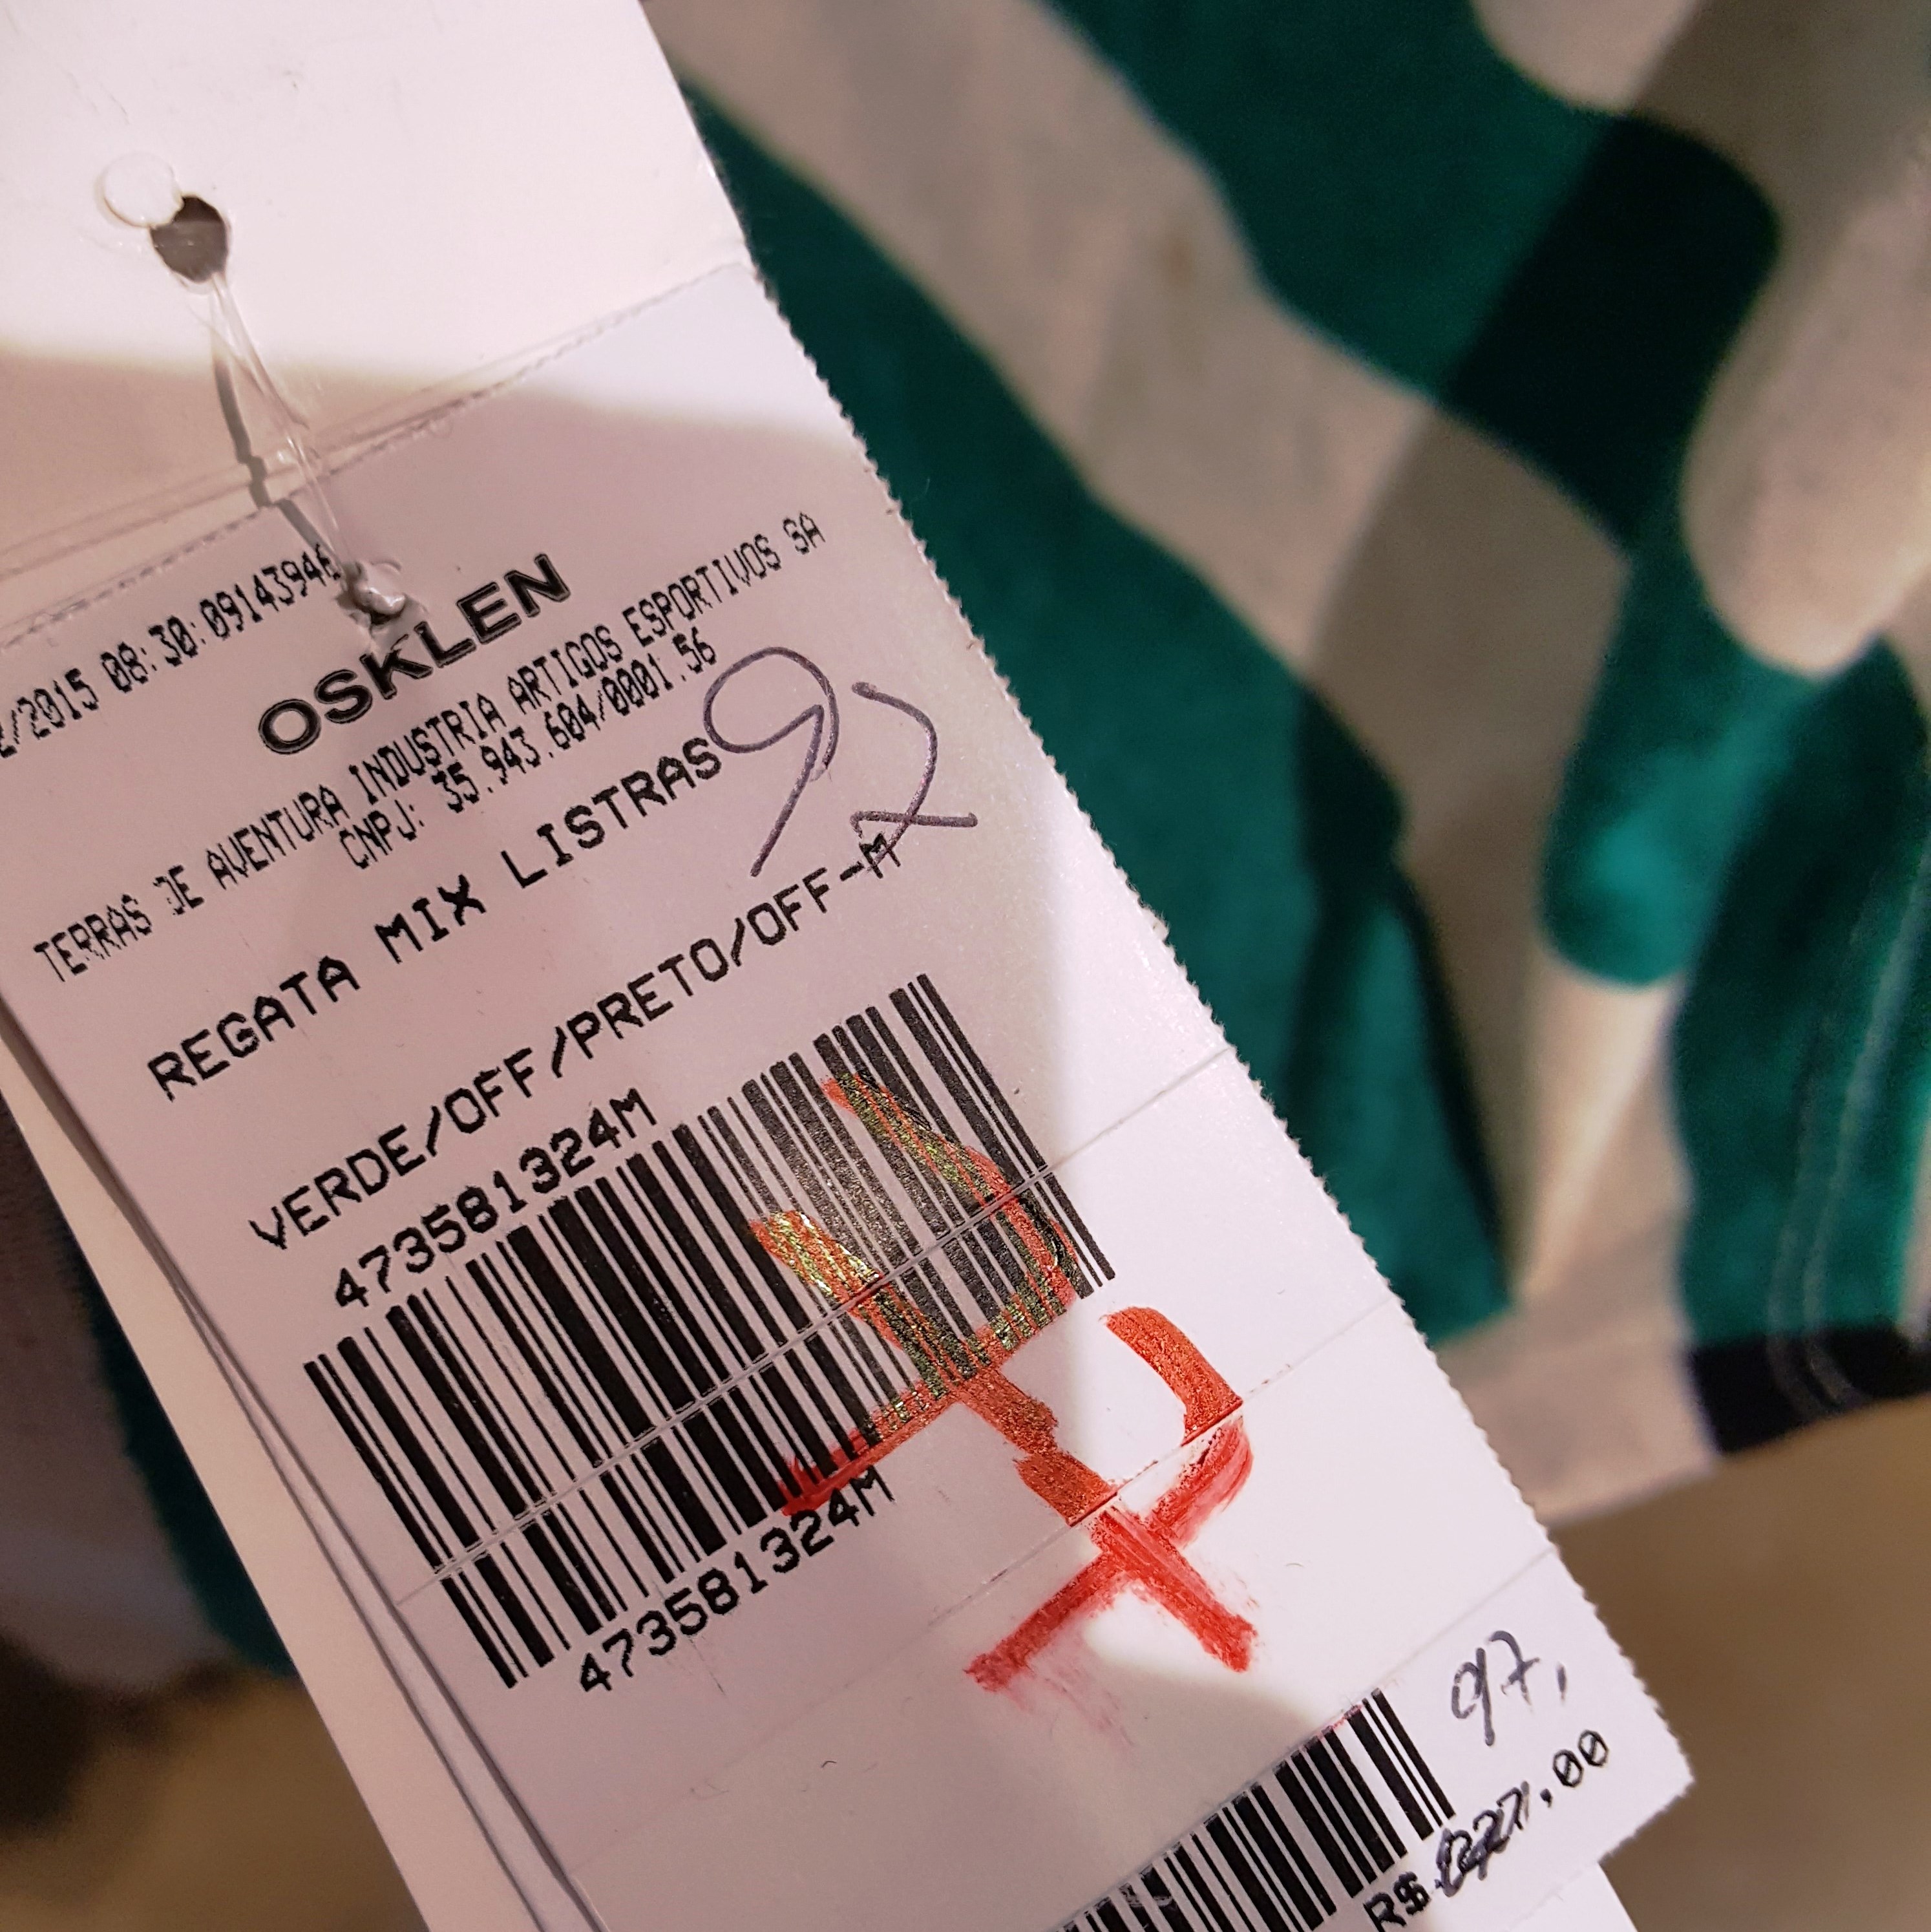 2/2015 08:30:09143946
OSKLEN
TERRAS DE AVENTURA INDUSTRIA ARTIGOS ESPORTIVOS SA
CNPJ: 35.943.604/0001.56
97
REGATA MIX LISTRAS
VERDE/OFF/PRETO/OFF-M
473581324M
473581324M
97,
R$ ,00